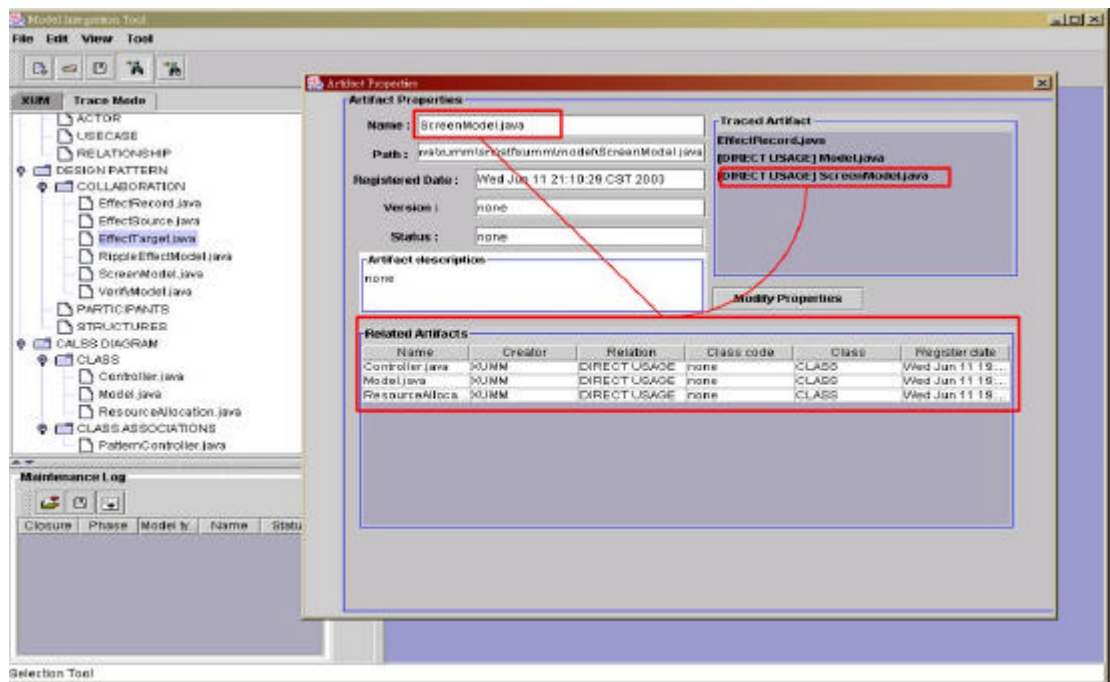 Model Integration Tool
File Edit View Tool
XUM Trace Mode
ACTOR
USECASE
RELATIONSHIP
DESIGN PATTERN
COLLABORATION
EffectRecord.java
EffectSource.java
EffectTarget.java
RippleEffectModel.java
ScreenModel.java
VerifyModel.java
PARTICIPANTS
STRUCTURES
CALSS DIAGRAM
CLASS
Controller.java
Model.java
ResourceAllocation.java
CLASS ASSOCIATIONS
PatternController.java
Maintenance Log
Closure Phase Model ty Name Statu
Selection Tool
Artifact Properties
Artifact Properties
Name : ScreenModel.java
Path :
Registered Date : Wed Jun 11 21:10:29 CST 2003
Version : none
Status : none
Artifact description
none
Traced Artifact
EffectRecord.java
[DIRECT USAGE] Model.java
[DIRECT USAGE] ScreenModel.java
Modify Properties
Related Artifacts
Name Creator Relation Class code Class Register date
Controller.java XUMM DIRECT USAGE none CLASS Wed Jun 11 19:...
Model.java XUMM DIRECT USAGE none CLASS Wed Jun 11 19:...
ResourceAlloca XUMM DIRECT USAGE none CLASS Wed Jun 11 19:...